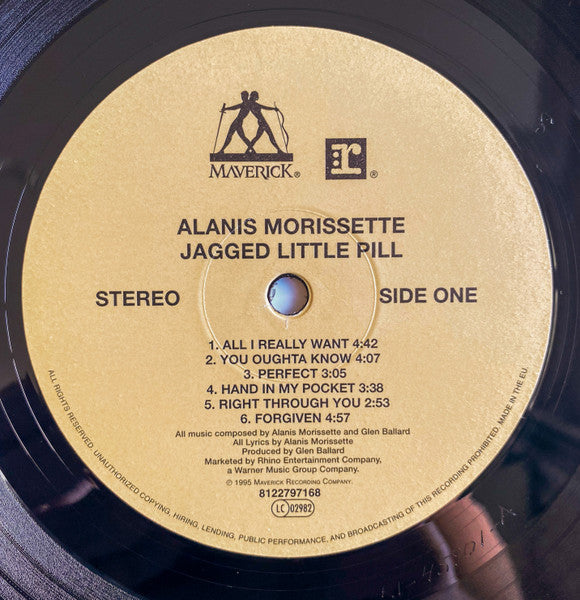 MAVERICK®
r®
ALANIS MORISSETTE
JAGGED LITTLE PILL
STEREO
SIDE ONE
1. ALL I REALLY WANT 4:42
2. YOU OUGHTA KNOW 4:07
3. PERFECT 3:05
4. HAND IN MY POCKET 3:38
5. RIGHT THROUGH YOU 2:53
6. FORGIVEN 4:57
All music composed by Alanis Morissette and Glen Ballard
All Lyrics by Alanis Morissette
Produced by Glen Ballard
Marketed by Rhino Entertainment Company,
a Warner Music Group Company.
℗ 1995 MAVERICK RECORDING COMPANY.
8122797168
LC 02982
ALL RIGHTS RESERVED. UNAUTHORIZED COPYING, HIRING, LENDING, PUBLIC PERFORMANCE, AND BROADCASTING OF THIS RECORDING PROHIBITED. MADE IN THE EU.